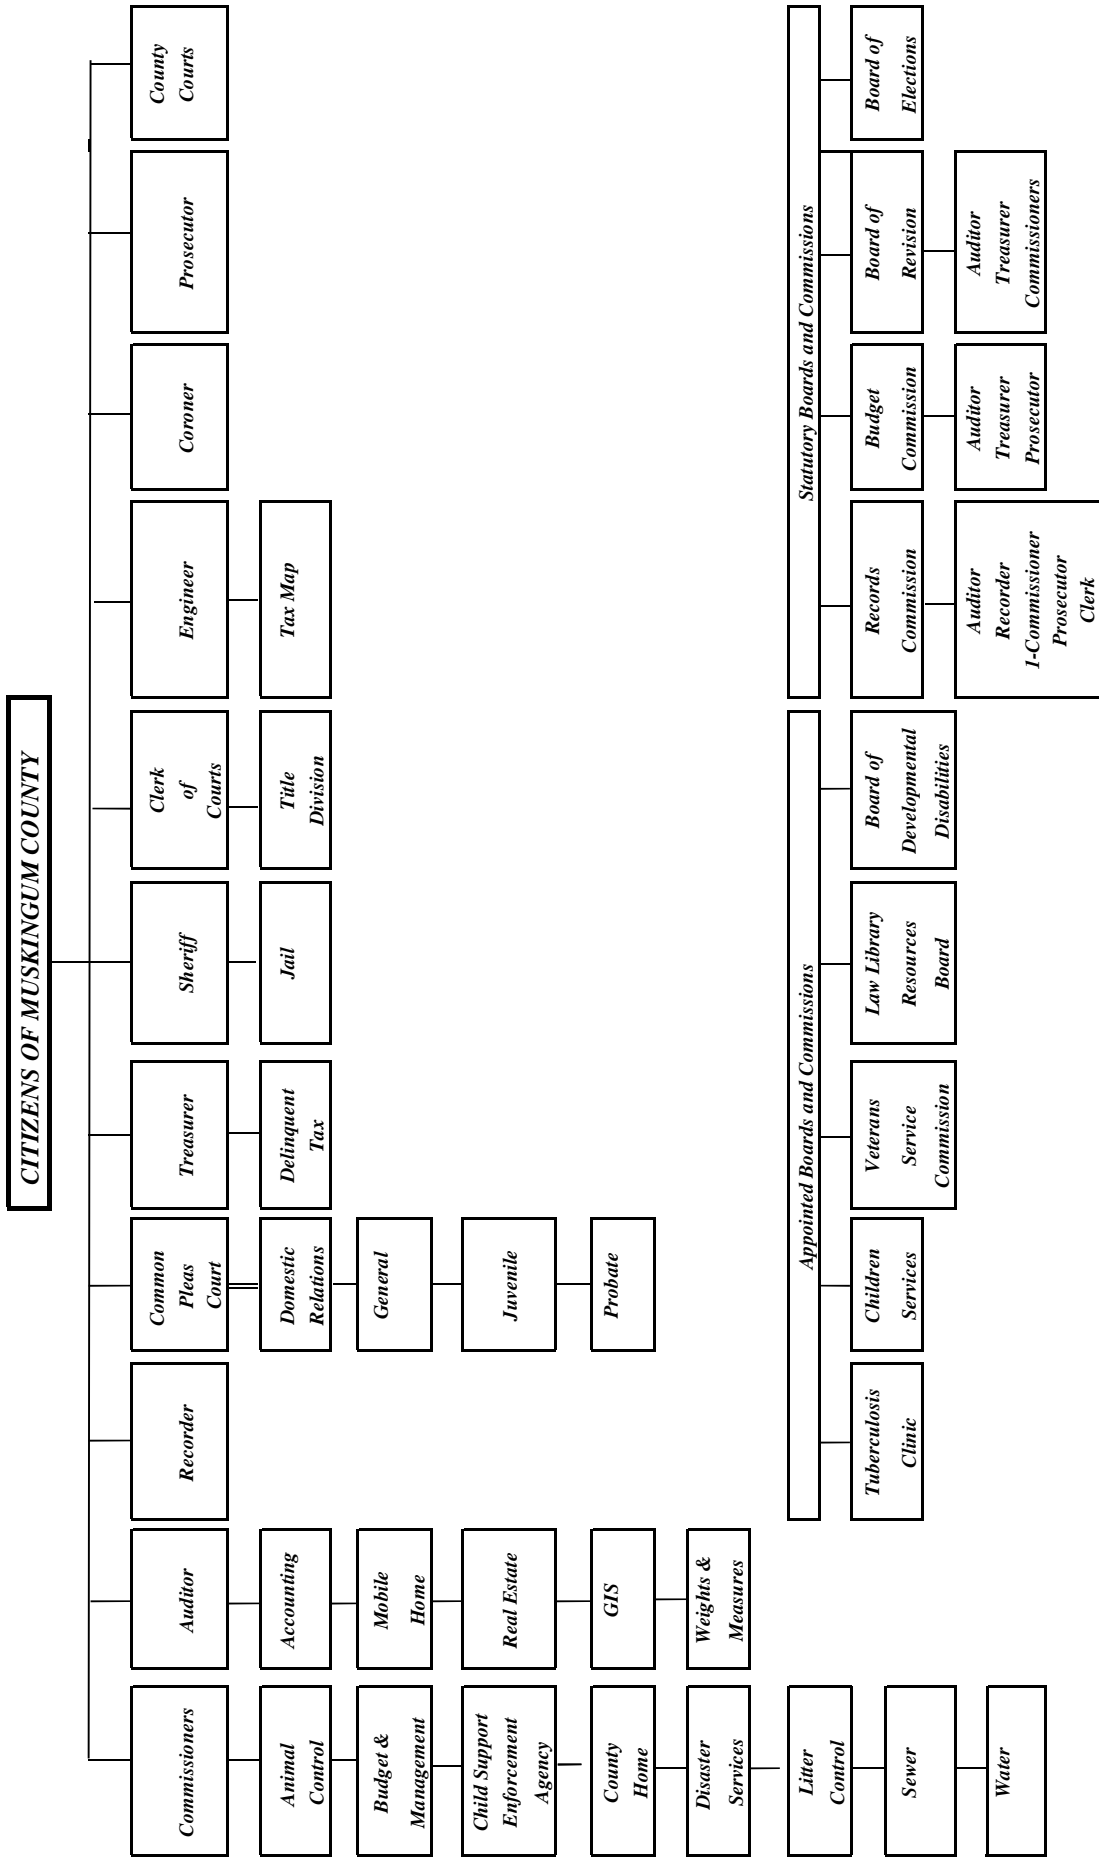 CITIZENS OF MUSKINGUM COUNTY
Commissioners
Auditor
Recorder
Common
Pleas
Court
Treasurer
Sheriff
Clerk
of
Courts
Engineer
Coroner
Prosecutor
County
Courts
Animal
Control
Accounting
Domestic
Relations
Delinquent
Tax
Jail
Title
Division
Tax Map
Budget &
Management
Mobile
Home
General
Child Support
Enforcement
Agency
Real Estate
Juvenile
County
Home
GIS
Probate
Disaster
Services
Weights &
Measures
Litter
Control
Sewer
Water
Appointed Boards and Commissions
Tuberculosis
Clinic
Children
Services
Veterans
Service
Commission
Law Library
Resources
Board
Board of
Developmental
Disabilities
Statutory Boards and Commissions
Records
Commission
Budget
Commission
Board of
Revision
Board of
Elections
Auditor
Recorder
1-Commissioner
Prosecutor
Clerk
Auditor
Treasurer
Prosecutor
Auditor
Treasurer
Commissioners